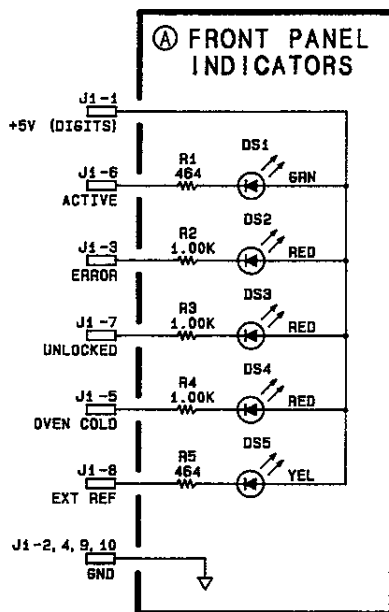 A FRONT PANEL
INDICATORS
J1-1
+5V (DIGITS)
DS1
J1-6
R1
464
GRN
ACTIVE
DS2
J1-3
R2
1.00K
RED
ERROR
DS3
J1-7
R3
1.00K
RED
UNLOCKED
DS4
J1-5
R4
1.00K
RED
OVEN COLD
DS5
J1-8
R5
464
YEL
EXT REF
J1-2, 4, 9, 10
GND